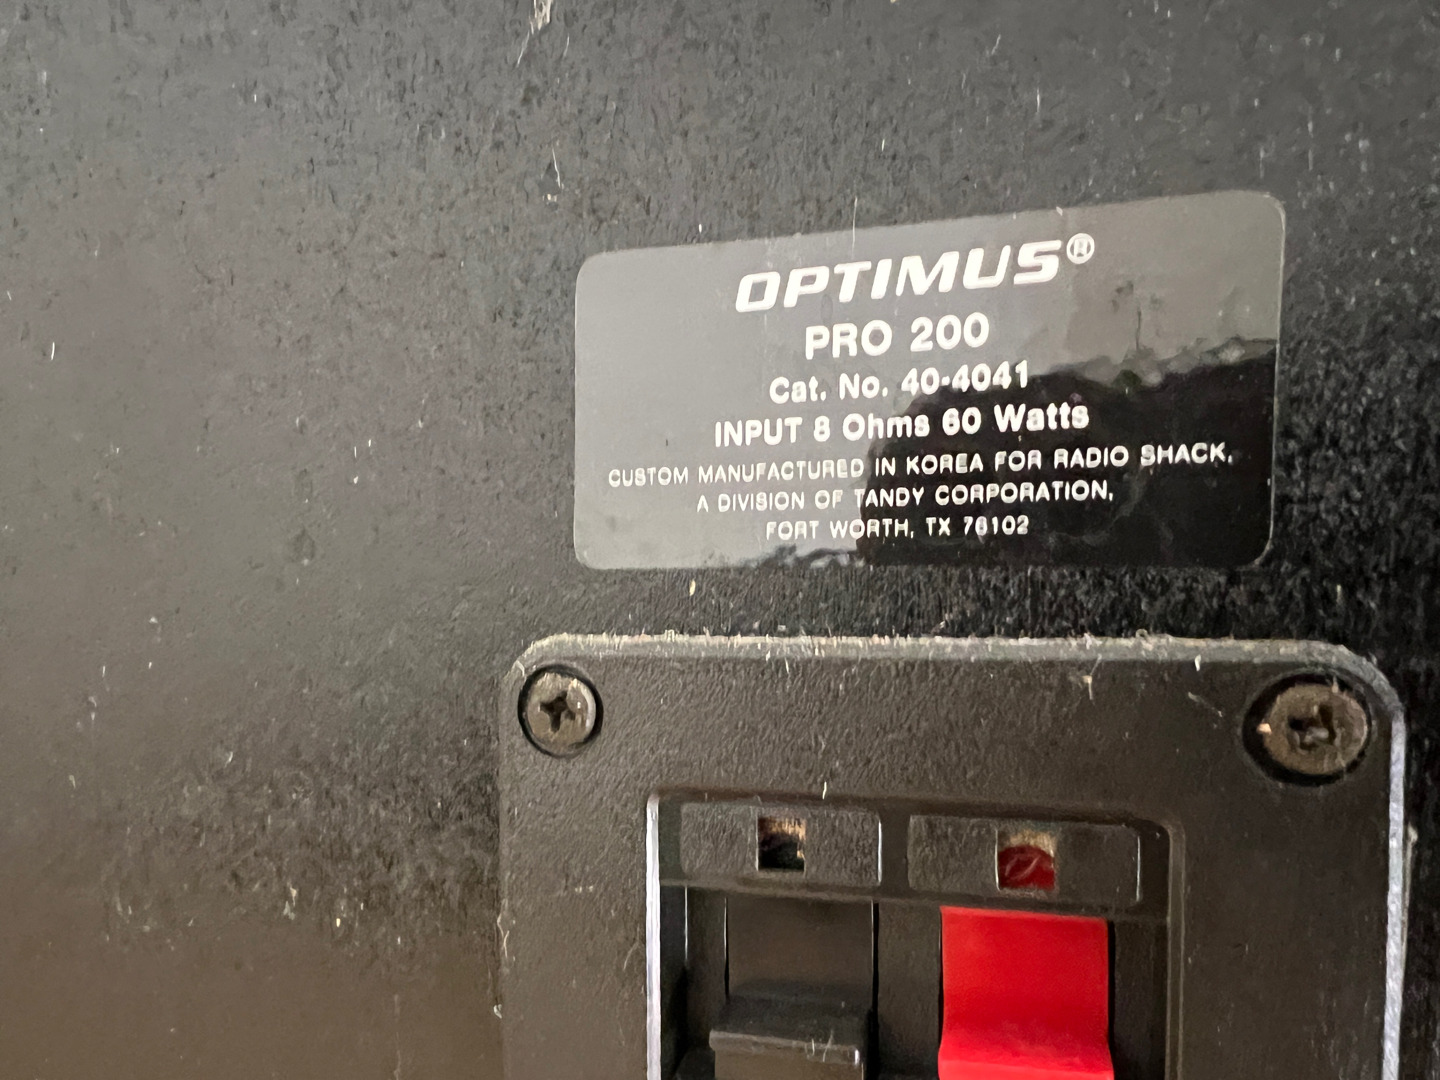 OPTIMUS®
PRO 200
Cat. No. 40-4041
INPUT 8 Ohms 60 Watts
CUSTOM MANUFACTURED IN KOREA FOR RADIO SHACK,
A DIVISION OF TANDY CORPORATION,
FORT WORTH, TX 76102